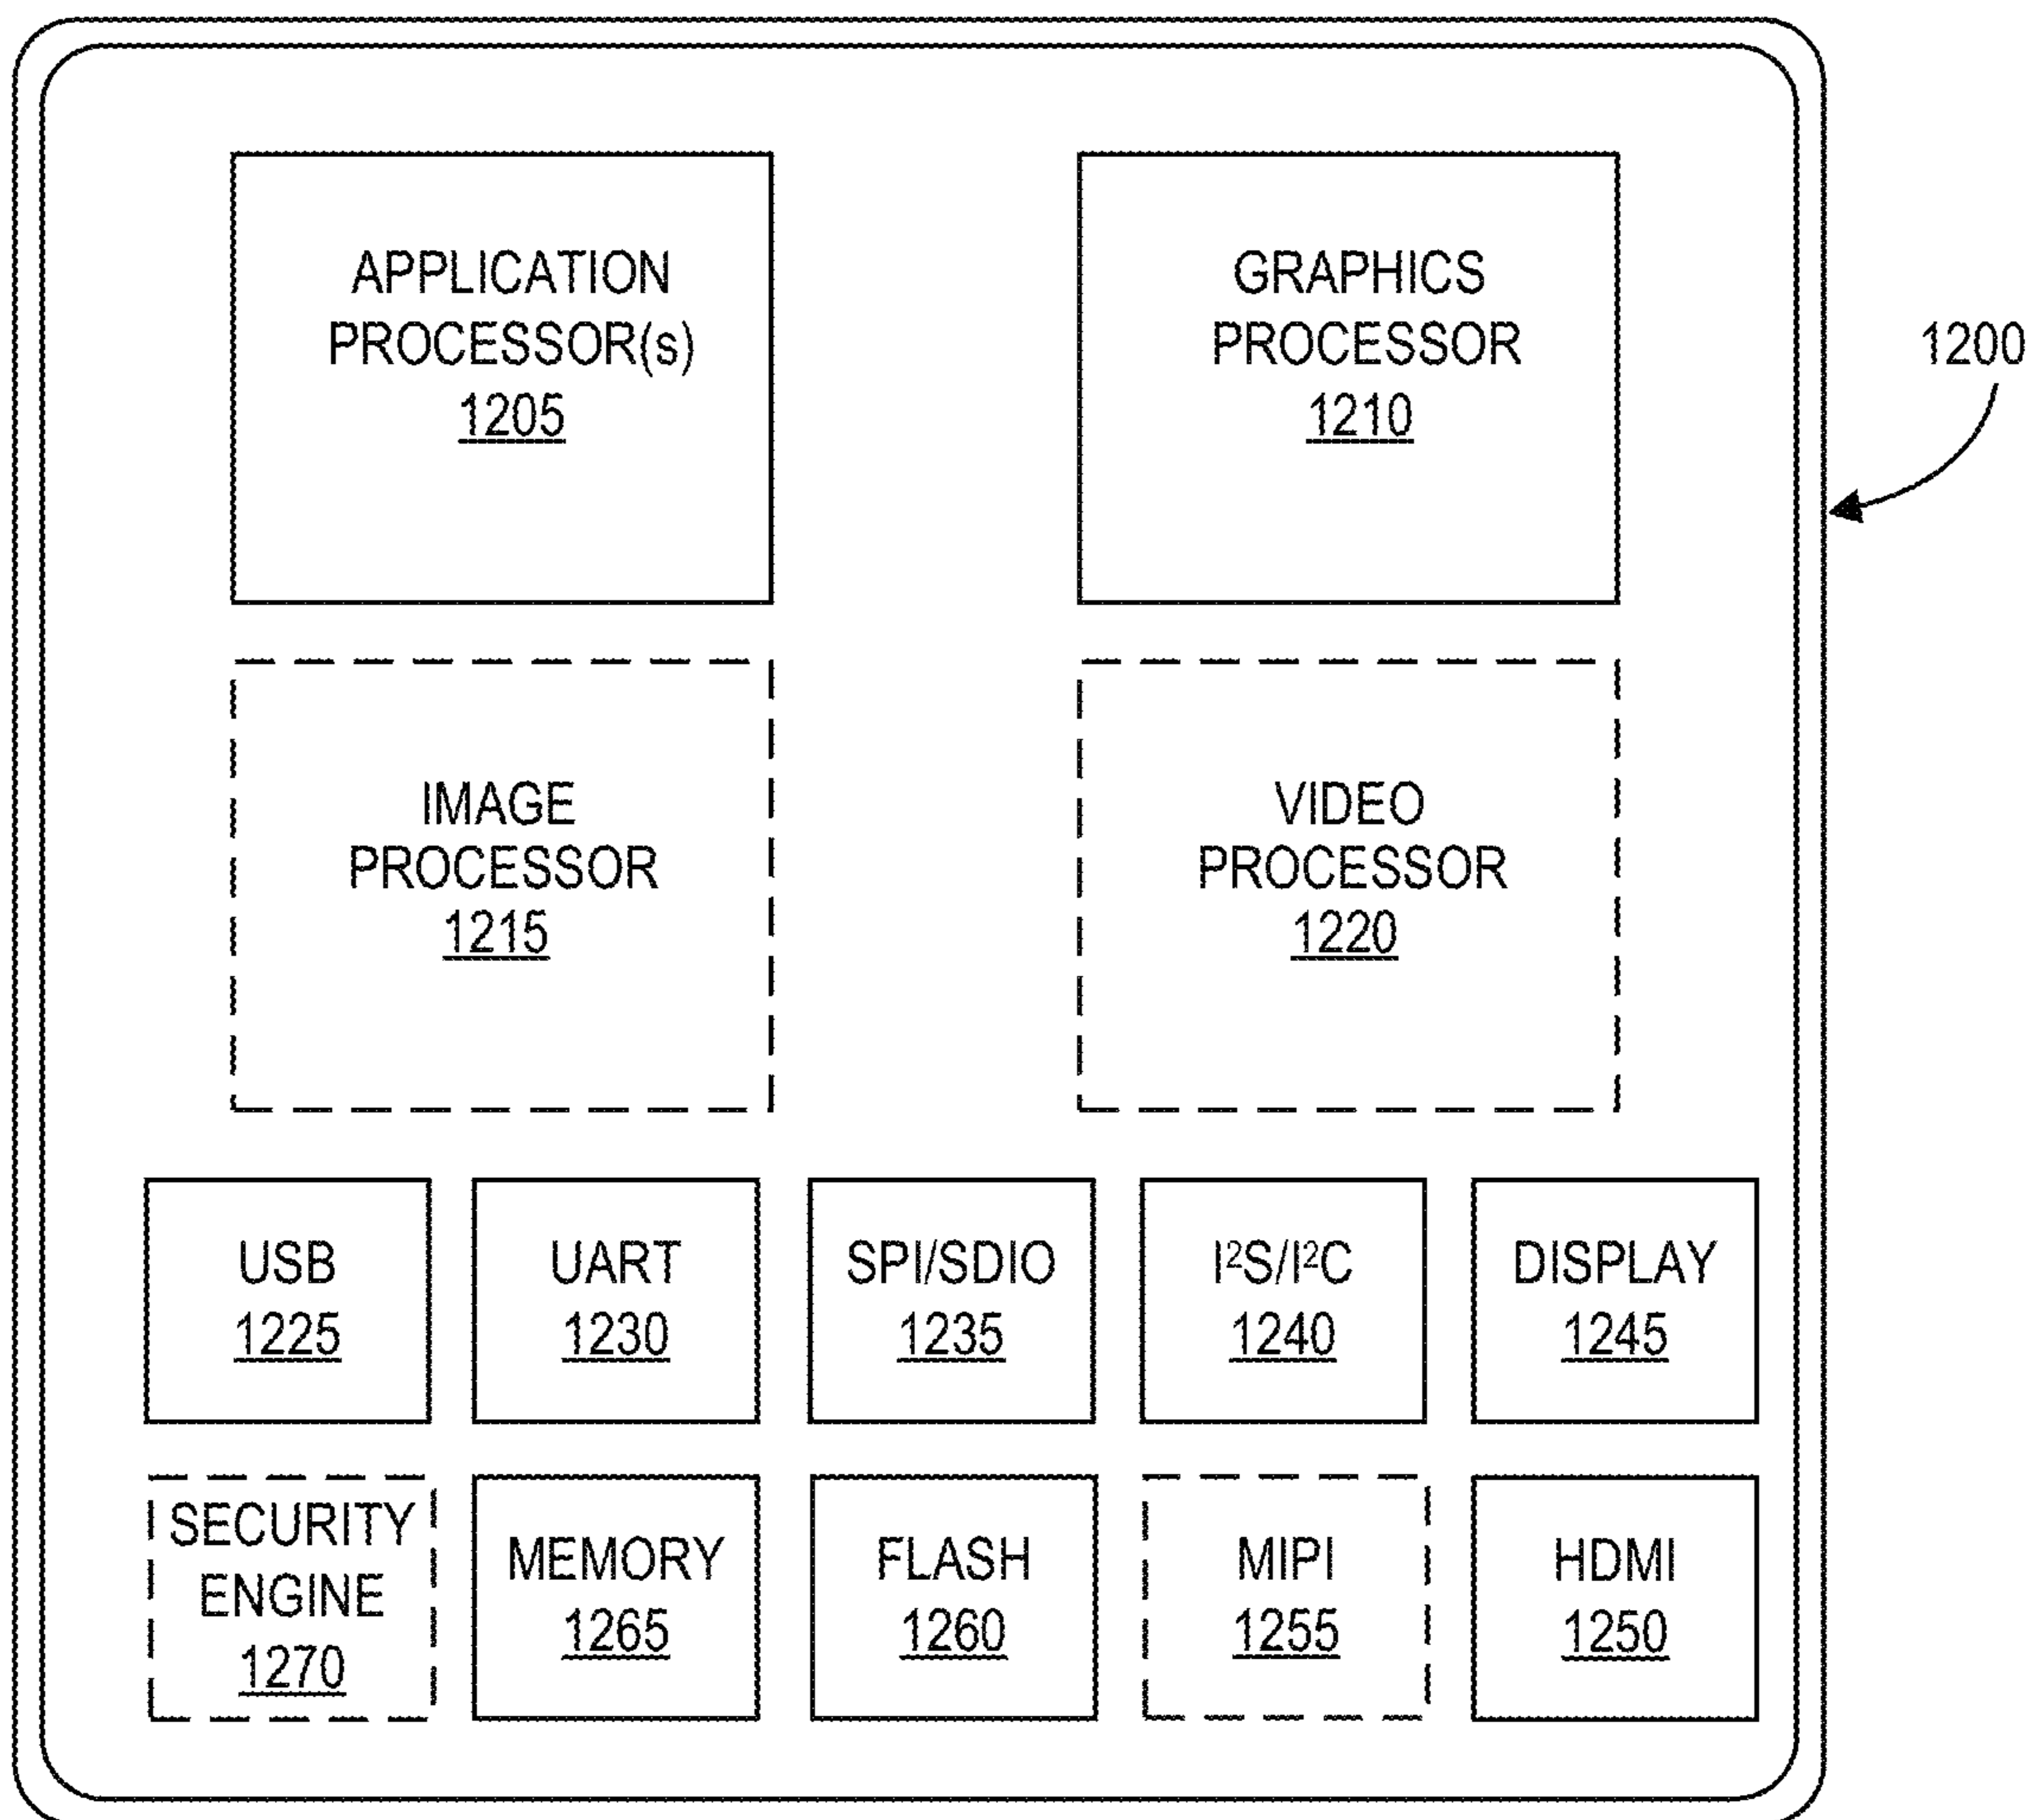 APPLICATION
PROCESSOR(s)
1205
GRAPHICS
PROCESSOR
1210
1200
IMAGE
PROCESSOR
1215
VIDEO
PROCESSOR
1220
USB
1225
UART
1230
SPI/SDIO
1235
I²S/I²C
1240
DISPLAY
1245
SECURITY
ENGINE
1270
MEMORY
1265
FLASH
1260
MIPI
1255
HDMI
1250